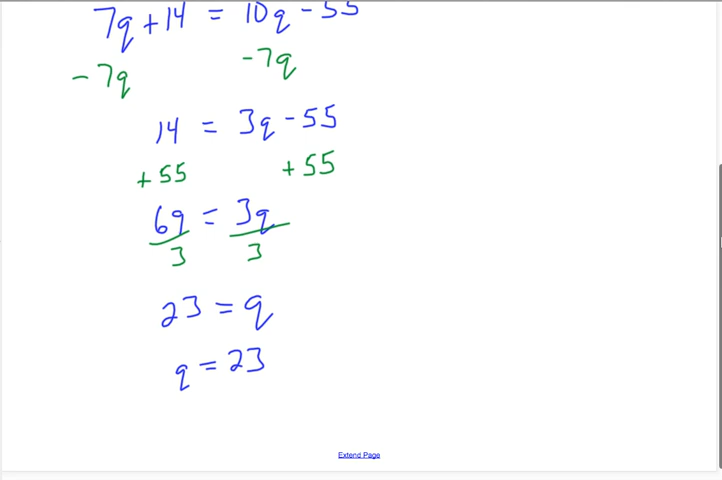 7q + 14 = 10q - 55
- 7q - 7q
14 = 3q - 55
+ 55 + 55
69 = 3q
3 3
23 = q
q = 23
Extend Page